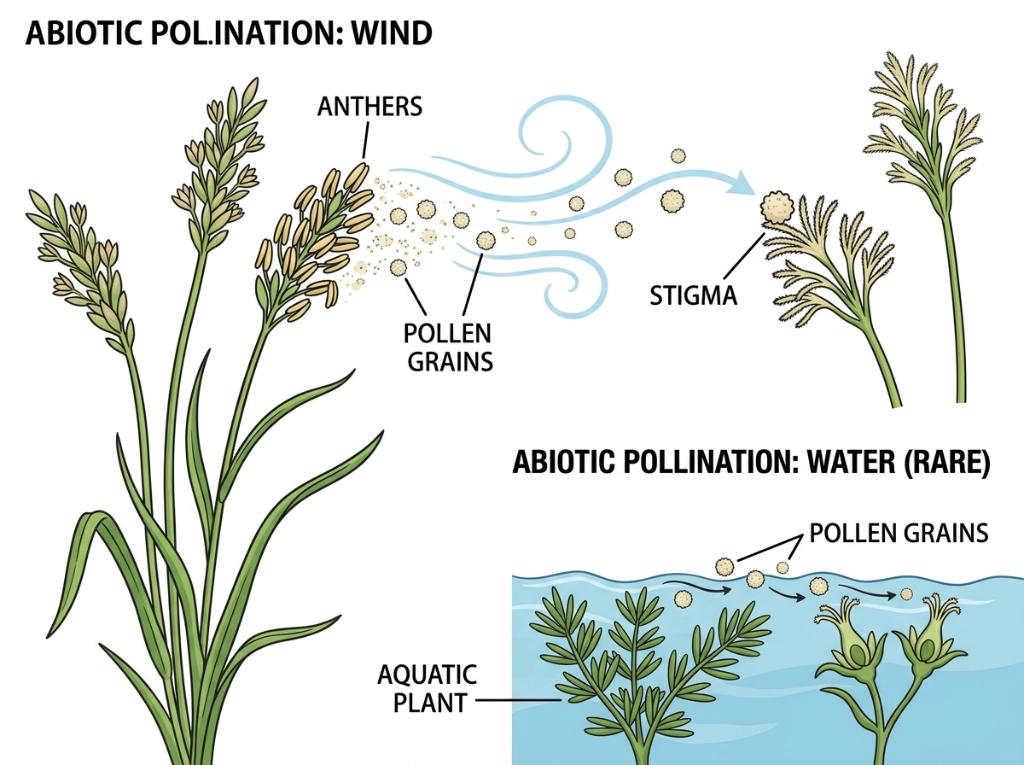 ABIOTIC POL.INATION: WIND
ANTHERS
POLLEN
GRAINS
STIGMA
ABIOTIC POLLINATION: WATER (RARE)
POLLEN GRAINS
AQUATIC
PLANT